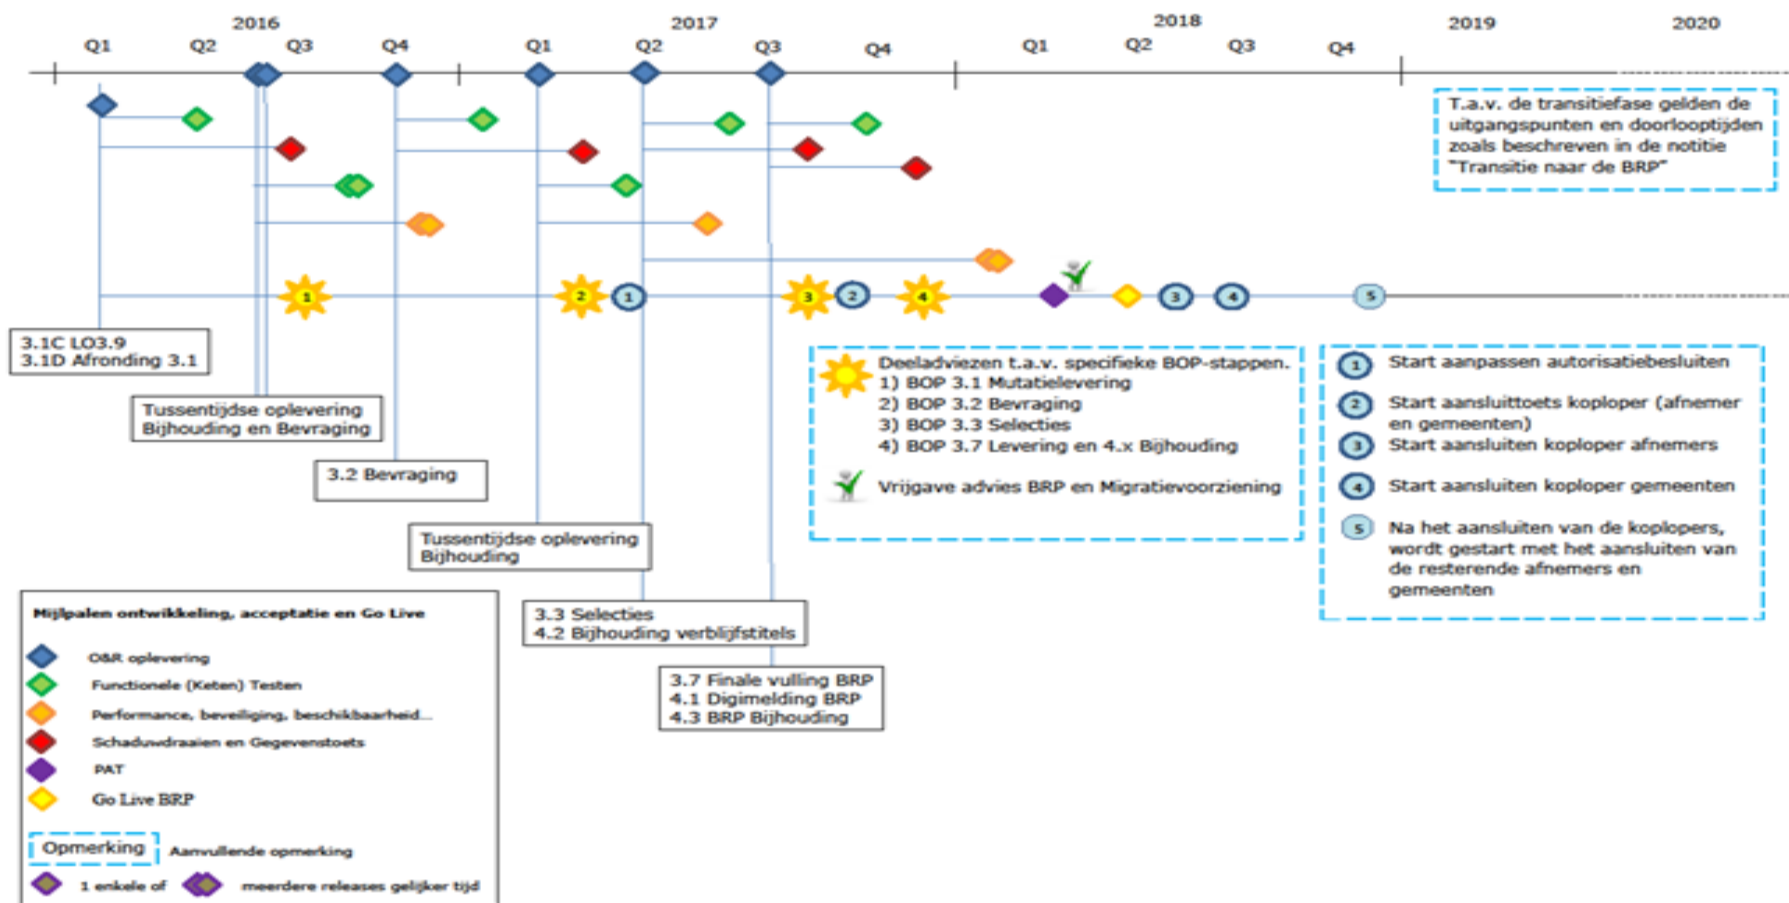 2016
2017
2018
2019
2020
Q1
Q2
Q3
Q4
Q1
Q2
Q3
Q4
Q1
Q2
Q3
Q4
T.a.v. de transitiefase gelden de
uitgangspunten en doorlooptijden
zoals beschreven in de notitie
"Transitie naar de BRP"
1
2
1
3
2
4
3
4
5
3.1C LO3.9
3.1D Afronding 3.1
Tussentijdse oplevering
Bijhouding en Bevraging
3.2 Bevraging
Tussentijdse oplevering
Bijhouding
3.3 Selecties
4.2 Bijhouding verblijfstitels
3.7 Finale vulling BRP
4.1 Digimelding BRP
4.3 BRP Bijhouding
Deeladviezen t.a.v. specifieke BOP-stappen.
1) BOP 3.1 Mutatielevering
2) BOP 3.2 Bevraging
3) BOP 3.3 Selecties
4) BOP 3.7 Levering en 4.x Bijhouding
Vrijgave advies BRP en Migratievoorziening
1 Start aanpassen autorisatiebesluiten
2 Start aansluittoets koploper (afnemer
en gemeenten)
3 Start aansluiten koploper afnemers
4 Start aansluiten koploper gemeenten
5 Na het aansluiten van de koplopers,
wordt gestart met het aansluiten van
de resterende afnemers en
gemeenten
Mijlpalen ontwikkeling, acceptatie en Go Live
O&R oplevering
Functionele (Keten) Testen
Performance, beveiliging, beschikbaarheid...
Schaduwdraaien en Gegevenstoets
PAT
Go Live BRP
Opmerking Aanvullende opmerking
1 enkele of meerdere releases gelijker tijd